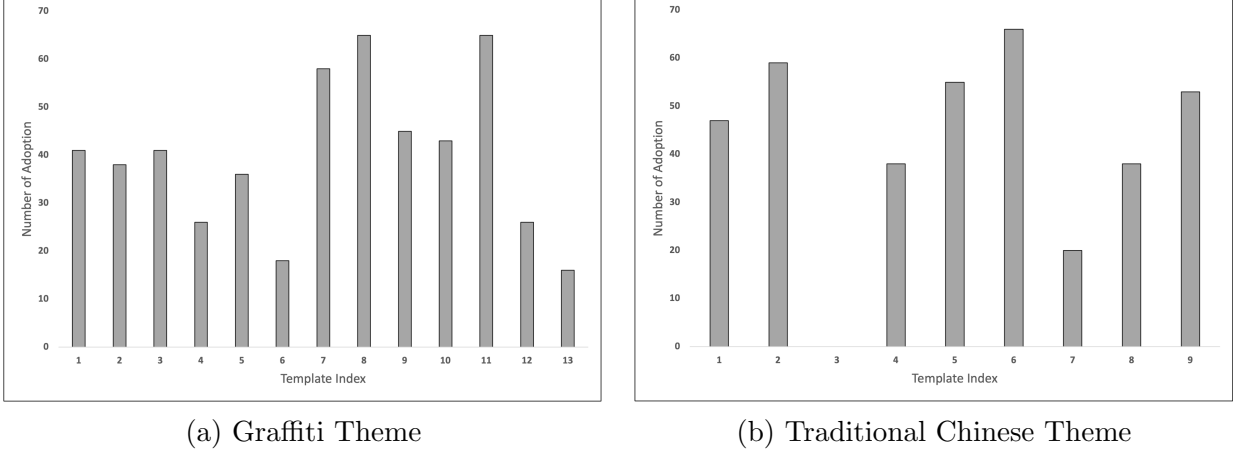 70
60
50
40
30
20
10
0
Number of Adoption
1 2 3 4 5 6 7 8 9 10 11 12 13
Template Index
(a) Graffiti Theme
70
60
50
40
30
20
10
0
Number of Adoption
1 2 3 4 5 6 7 8 9
Template Index
(b) Traditional Chinese Theme